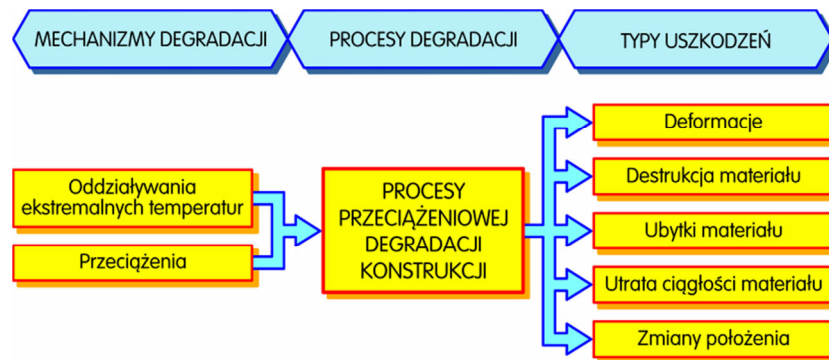 MECHANIZMY DEGRADACJI
PROCESY DEGRADACJI
TYPY USZKODZEŃ
Oddziaływania
ekstremalnych temperatur
Przeciążenia
PROCESY
PRZECIĄŻENIOWEJ
DEGRADACJI
KONSTRUKCJI
Deformacje
Destrukcja materiału
Ubytki materiału
Utrata ciągłości materiału
Zmiany położenia